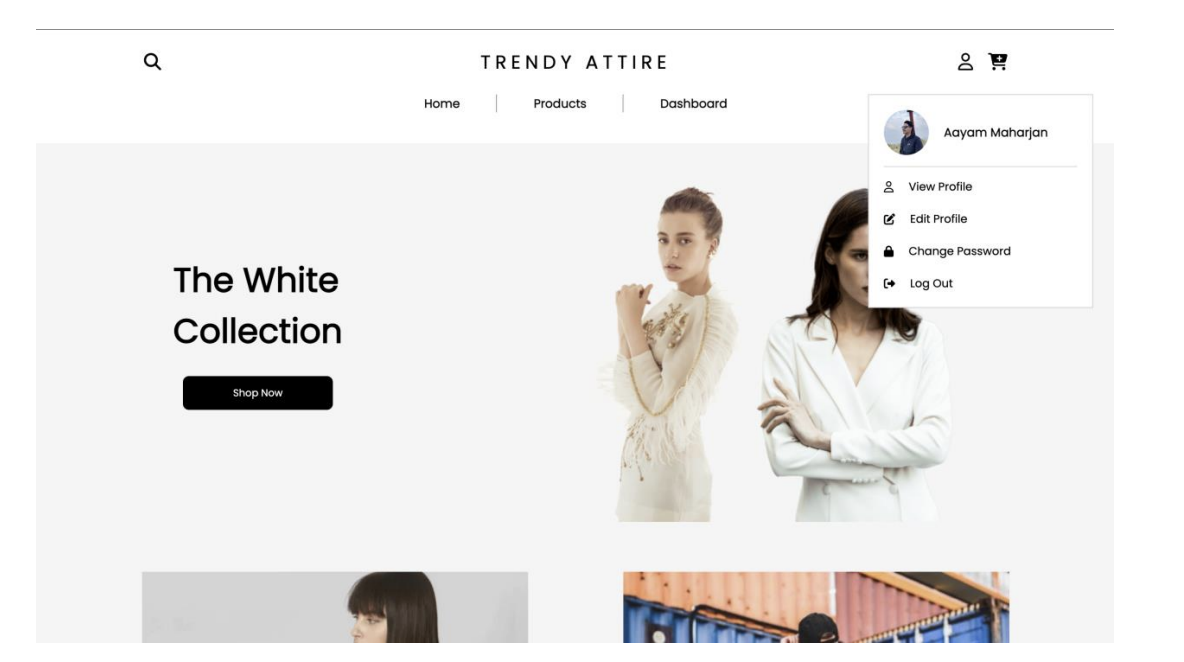 TRENDY ATTIRE
Home
Products
Dashboard
Aayam Maharjan
View Profile
Edit Profile
Change Password
Log Out
The White
Collection
Shop Now